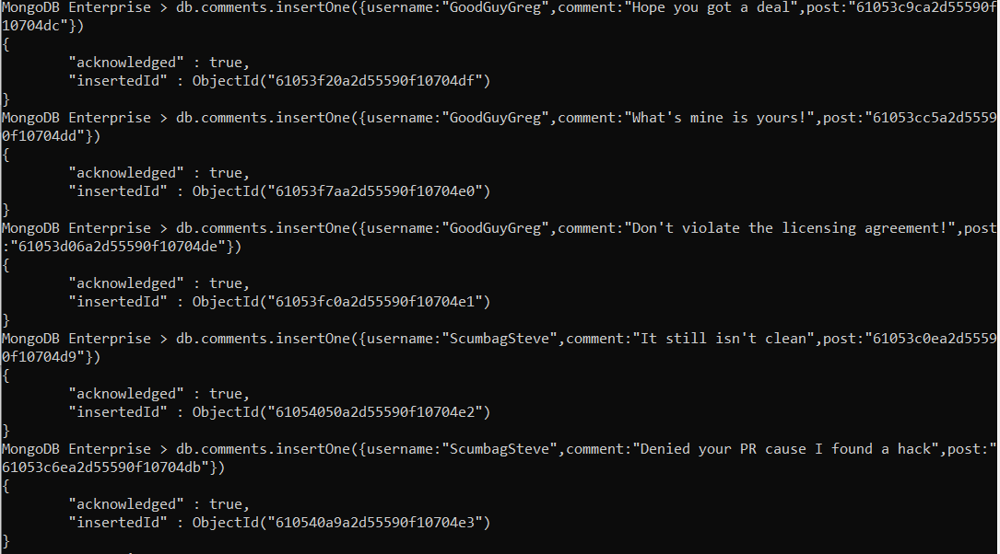 MongoDB Enterprise > db.comments.insertOne({username:"GoodGuyGreg",comment:"Hope you got a deal",post:"61053c9ca2d55590f
10704dc"})
{
        "acknowledged" : true,
        "insertedId" : ObjectId("61053f20a2d55590f10704df")
}
MongoDB Enterprise > db.comments.insertOne({username:"GoodGuyGreg",comment:"What's mine is yours!",post:"61053cc5a2d5559
0f10704dd"})
{
        "acknowledged" : true,
        "insertedId" : ObjectId("61053f7aa2d55590f10704e0")
}
MongoDB Enterprise > db.comments.insertOne({username:"GoodGuyGreg",comment:"Don't violate the licensing agreement!",post
:"61053d06a2d55590f10704de"})
{
        "acknowledged" : true,
        "insertedId" : ObjectId("61053fc0a2d55590f10704e1")
}
MongoDB Enterprise > db.comments.insertOne({username:"ScumbagSteve",comment:"It still isn't clean",post:"61053c0ea2d5559
0f10704d9"})
{
        "acknowledged" : true,
        "insertedId" : ObjectId("61054050a2d55590f10704e2")
}
MongoDB Enterprise > db.comments.insertOne({username:"ScumbagSteve",comment:"Denied your PR cause I found a hack",post:"
61053c6ea2d55590f10704db"})
{
        "acknowledged" : true,
        "insertedId" : ObjectId("610540a9a2d55590f10704e3")
}